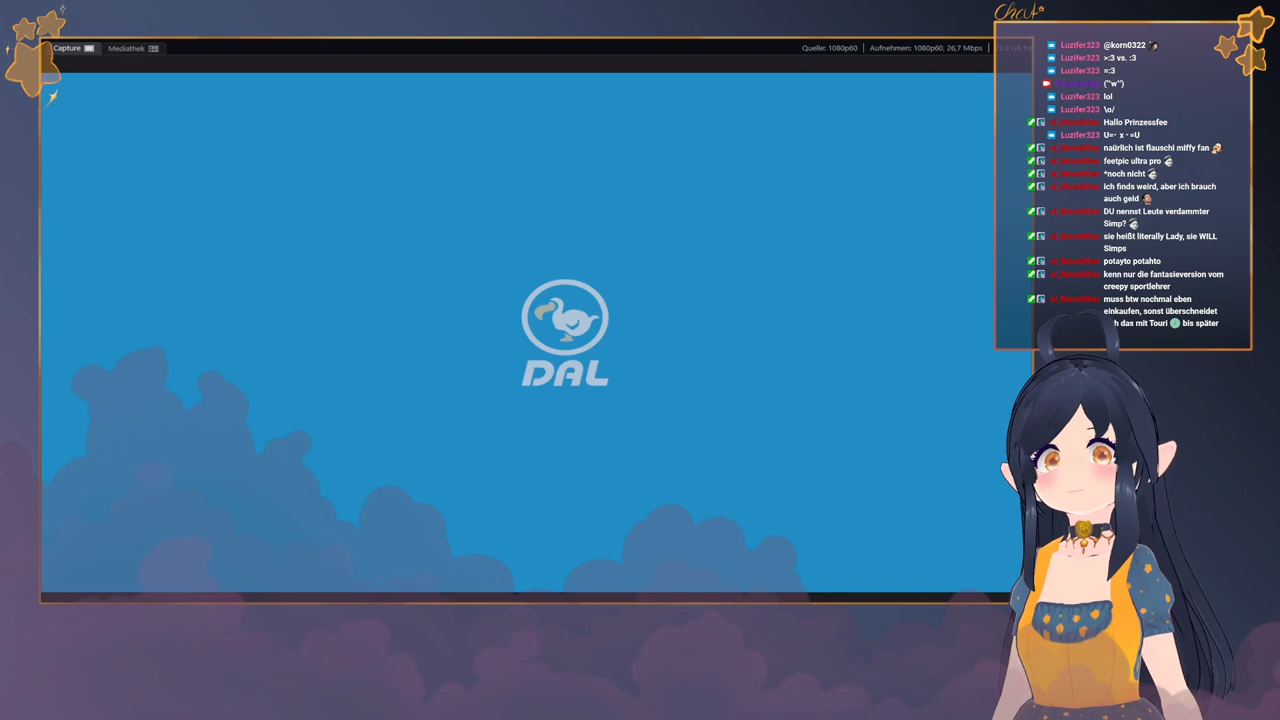 Chat
Capture
Mediathek
Quelle: 1080p60
Aufnehmen: 1080p60, 26,7 Mbps
Luzifer323 @korn0322
Luzifer323 >:3 vs. :3
Luzifer323 =:3
("w")
Luzifer323 lol
Luzifer323 \o/
Hallo Prinzessfee
Luzifer323 U=- x -=U
naürlich ist flauschi miffy fan
feetpic ultra pro
*noch nicht
ich finds weird, aber ich brauch
auch geld
DU nennst Leute verdammter
Simp?
sie heißt literally Lady, sie WILL
Simps
potayto potahto
kenn nur die fantasieversion vom
creepy sportlehrer
muss btw nochmal eben
einkaufen, sonst überschneidet
das mit Touri bis später
DAL